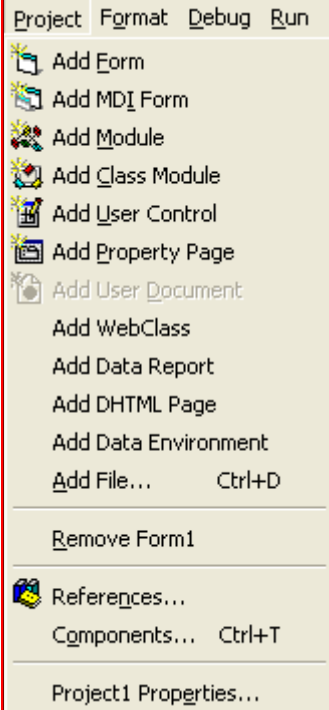 Project Format Debug Run
Add Form
Add MDI Form
Add Module
Add Class Module
Add User Control
Add Property Page
Add User Document
Add WebClass
Add Data Report
Add DHTML Page
Add Data Environment
Add File... Ctrl+D
Remove Form1
References...
Components... Ctrl+T
Project1 Properties...